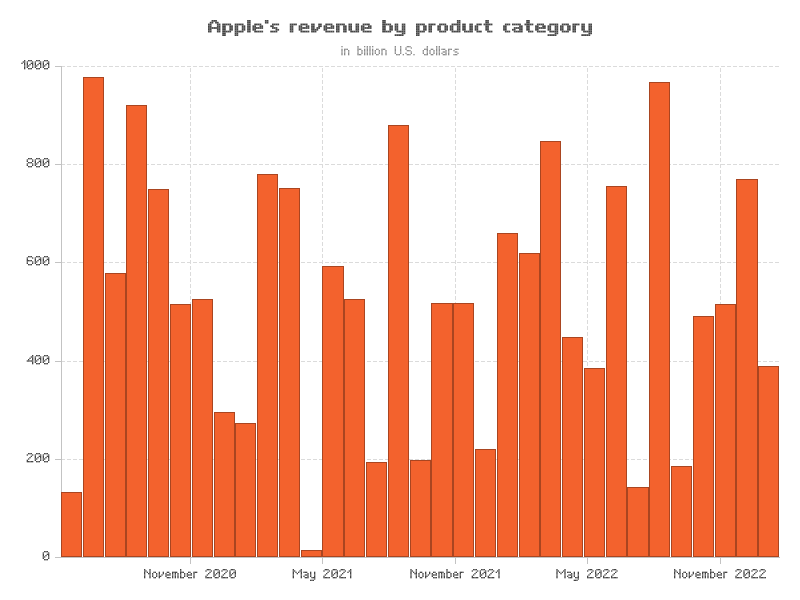 Apple's revenue by product category
in billion U.S. dollars
1000
800
600
400
200
0
November 2020 May 2021 November 2021 May 2022 November 2022